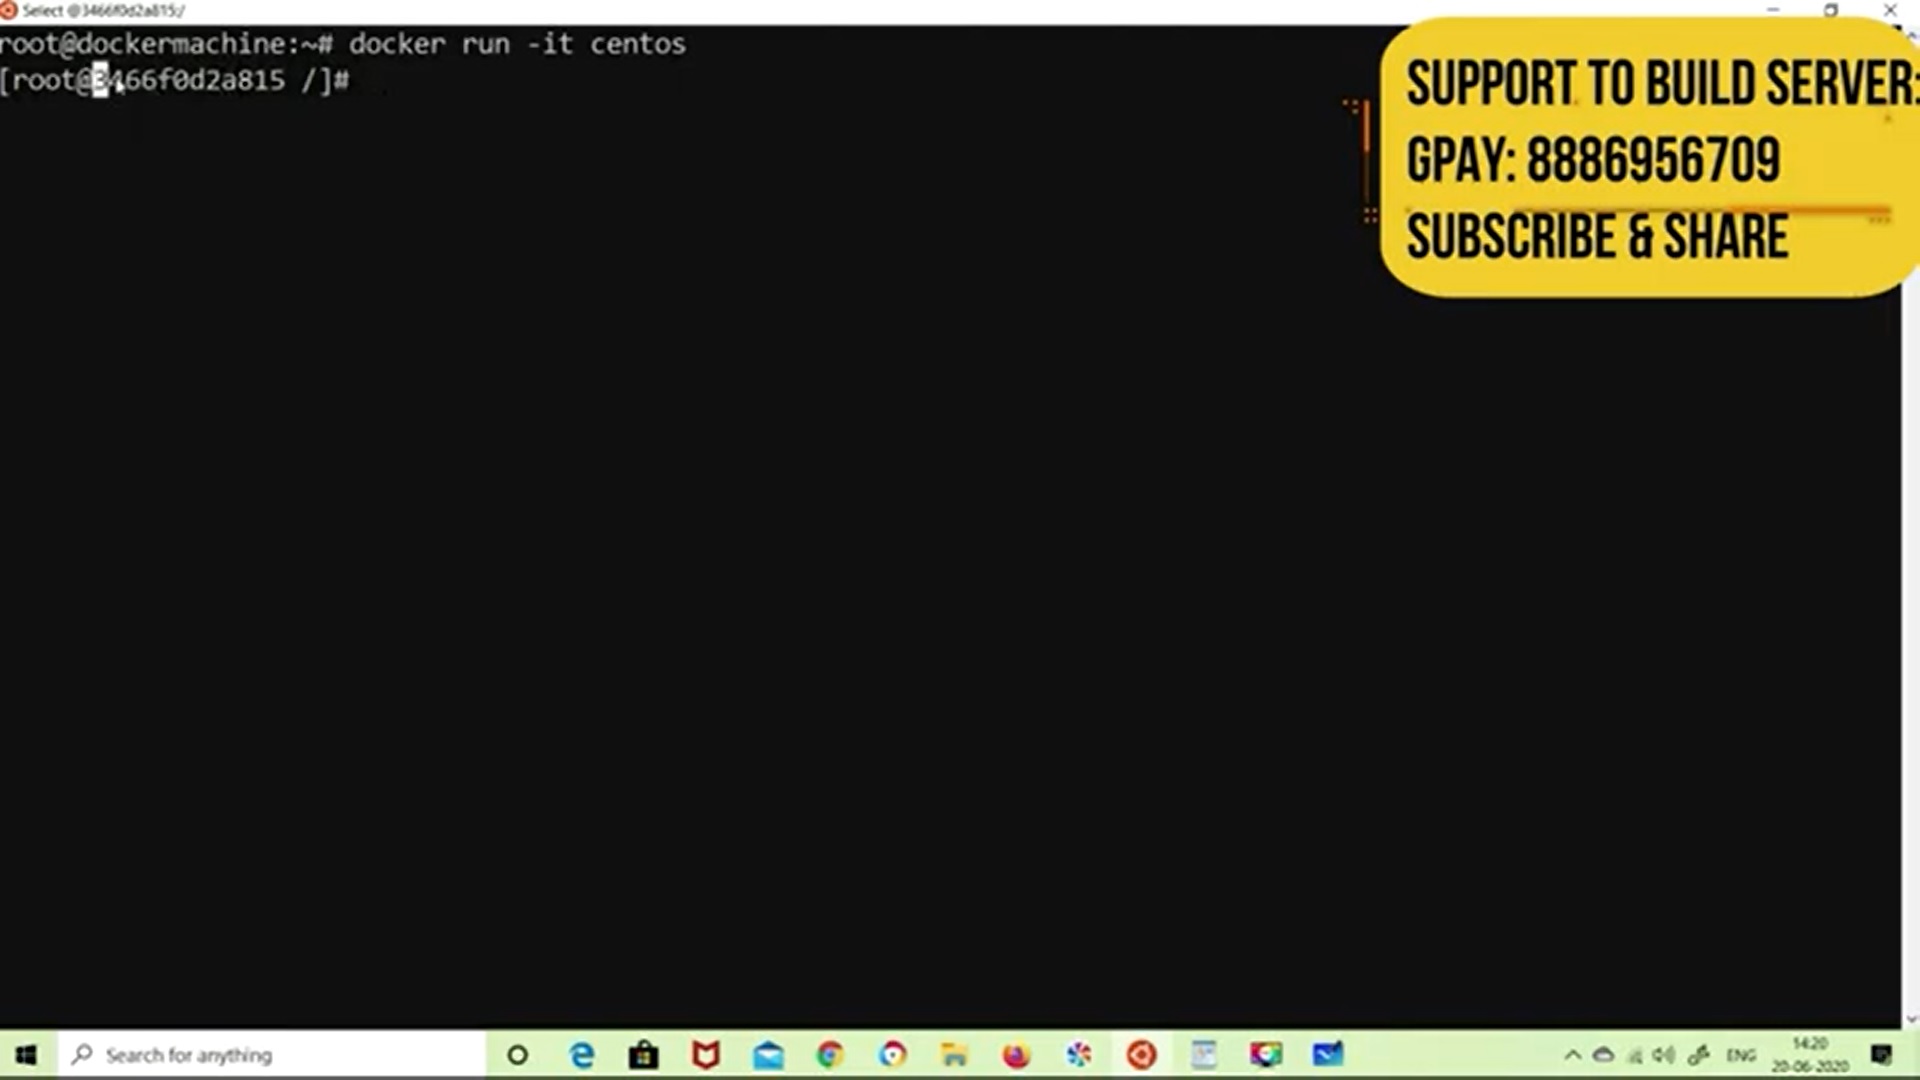 Select @3466f0d2a815:/
root@dockermachine:~# docker run -it centos
[root@3466f0d2a815 /]#
SUPPORT TO BUILD SERVER:
GPAY: 8886956709
SUBSCRIBE & SHARE
Search for anything
ENG
14:20
20-06-2020